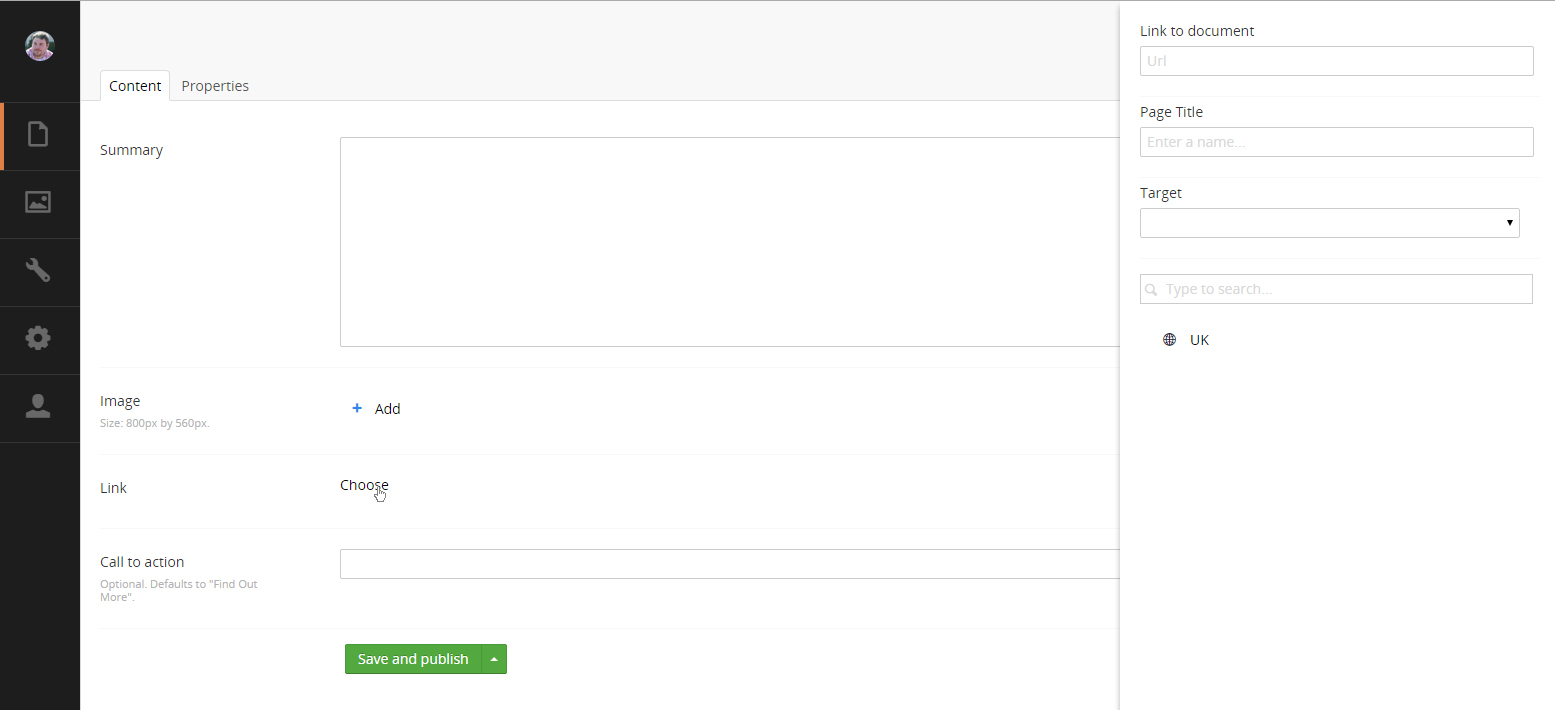 Content Properties
Summary
Image
Size: 800px by 560px.
Add
Link
Choose
Call to action
Optional. Defaults to "Find Out
More".
Save and publish
Link to document
Url
Page Title
Enter a name...
Target
Type to search...
UK